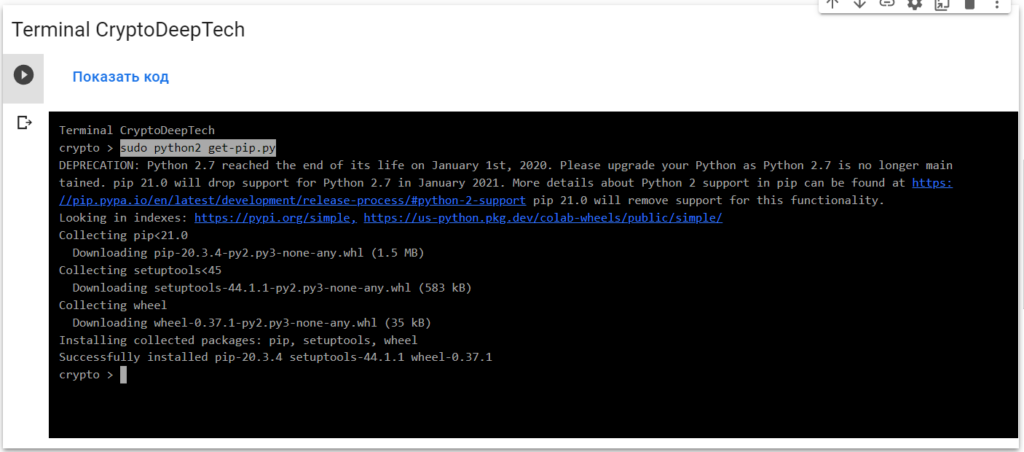 Terminal CryptoDeepTech
Показать код
Terminal CryptoDeepTech
crypto > sudo python2 get-pip.py
DEPRECATION: Python 2.7 reached the end of its life on January 1st, 2020. Please upgrade your Python as Python 2.7 is no longer main
tained. pip 21.0 will drop support for Python 2.7 in January 2021. More details about Python 2 support in pip can be found at https:
//pip.pypa.io/en/latest/development/release-process/#python-2-support pip 21.0 will remove support for this functionality.
Looking in indexes: https://pypi.org/simple, https://us-python.pkg.dev/colab-wheels/public/simple/
Collecting pip<21.0
  Downloading pip-20.3.4-py2.py3-none-any.whl (1.5 MB)
Collecting setuptools<45
  Downloading setuptools-44.1.1-py2.py3-none-any.whl (583 kB)
Collecting wheel
  Downloading wheel-0.37.1-py2.py3-none-any.whl (35 kB)
Installing collected packages: pip, setuptools, wheel
Successfully installed pip-20.3.4 setuptools-44.1.1 wheel-0.37.1
crypto >